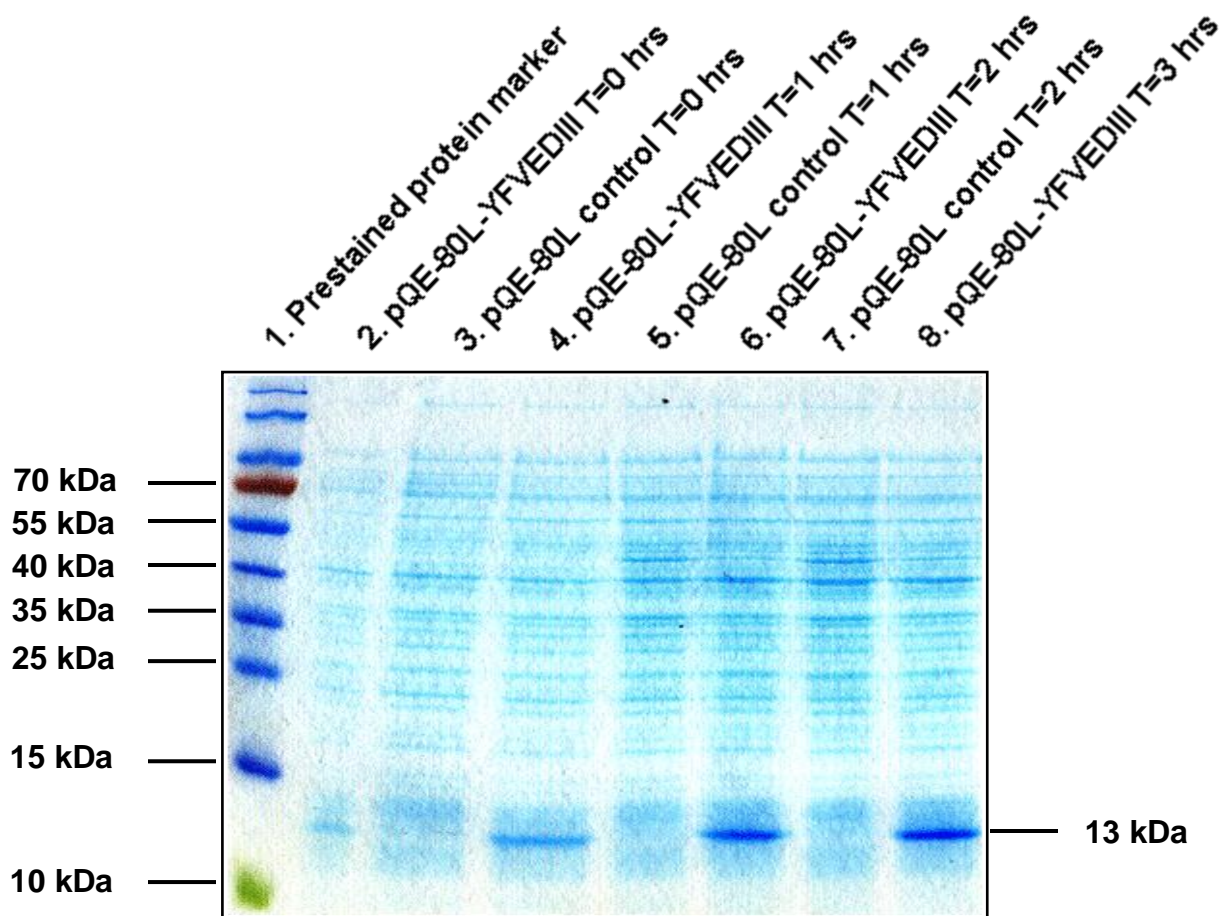 1. Prestained protein marker
2. pQE-80L-YFVEDIII T=0 hrs
3. pQE-80L control T=0 hrs
4. pQE-80L-YFVEDIII T=1 hrs
5. pQE-80L control T=1 hrs
6. pQE-80L-YFVEDIII T=2 hrs
7. pQE-80L control T=2 hrs
8. pQE-80L-YFVEDIII T=3 hrs
70 kDa
55 kDa
40 kDa
35 kDa
25 kDa
15 kDa
13 kDa
10 kDa